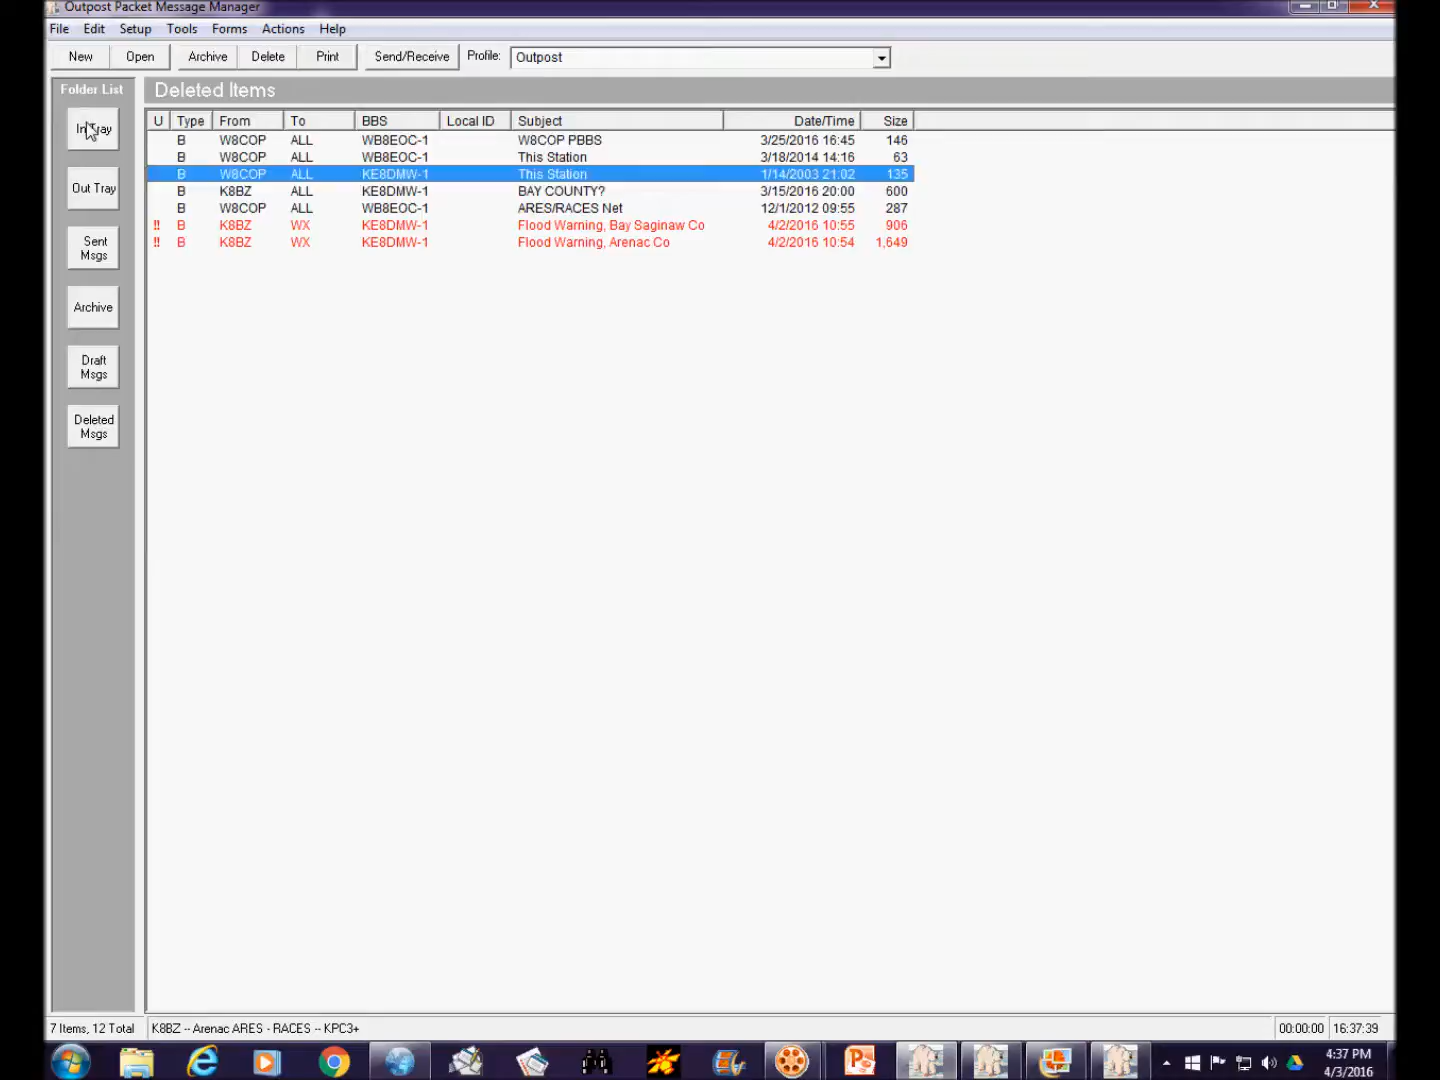 Outpost Packet Message Manager
File Edit Setup Tools Forms Actions Help
New Open Archive Delete Print Send/Receive Profile: Outpost
Folder List
In Tray
Out Tray
Sent
Msgs
Archive
Draft
Msgs
Deleted
Msgs
Deleted Items
U Type From To BBS Local ID Subject Date/Time Size
B W8COP ALL WB8EOC-1 W8COP PBBS 3/25/2016 16:45 146
B W8COP ALL WB8EOC-1 This Station 3/18/2014 14:16 63
B W8COP ALL KE8DMW-1 This Station 1/14/2003 21:02 135
B K8BZ ALL KE8DMW-1 BAY COUNTY? 3/15/2016 20:00 600
B W8COP ALL WB8EOC-1 ARES/RACES Net 12/1/2012 09:55 287
!! B K8BZ WX KE8DMW-1 Flood Warning, Bay Saginaw Co 4/2/2016 10:55 906
!! B K8BZ WX KE8DMW-1 Flood Warning, Arenac Co 4/2/2016 10:54 1,649
7 Items, 12 Total K8BZ -- Arenac ARES - RACES -- KPC3+ 00:00:00 16:37:39
4:37 PM
4/3/2016